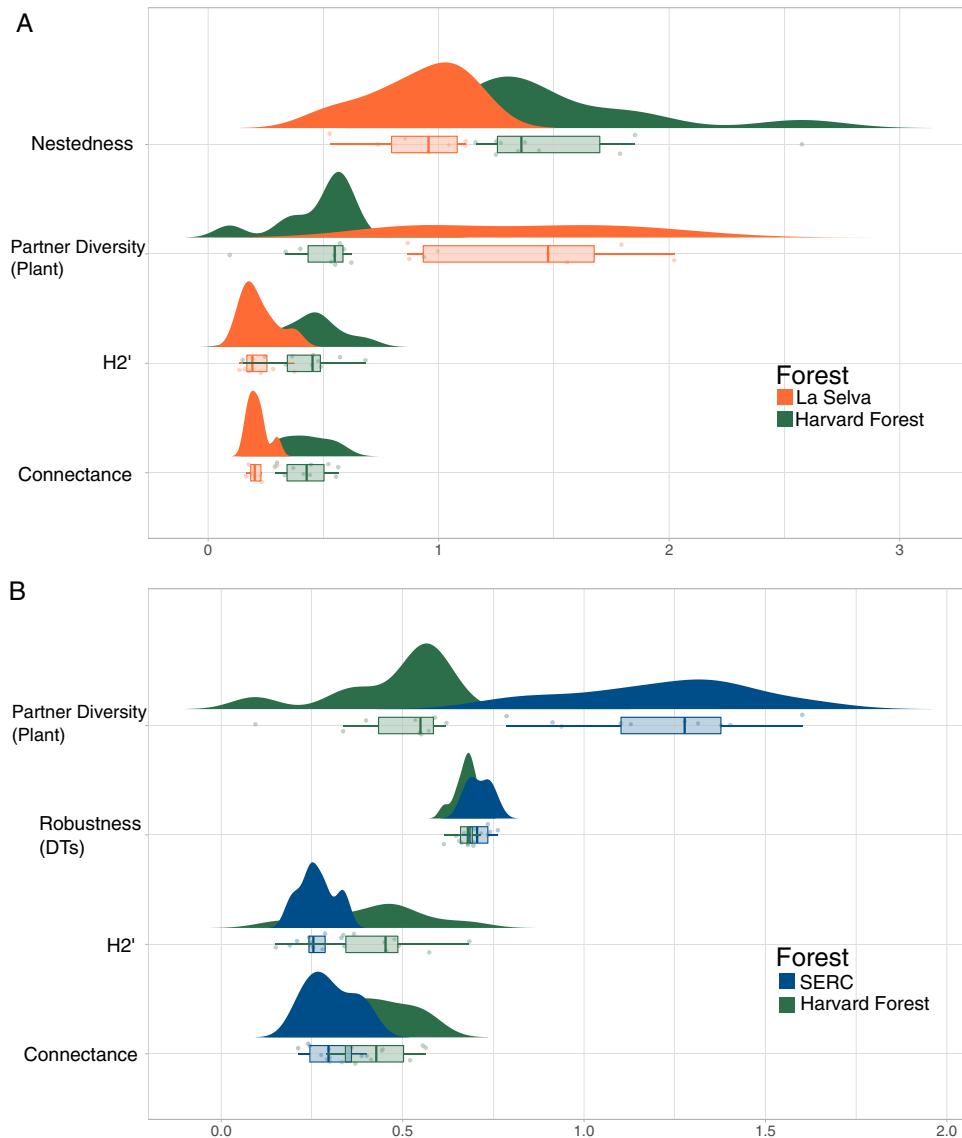 A
Nestedness
Partner Diversity
(Plant)
H2'
Connectance
Forest
La Selva
Harvard Forest
0 1 2 3
B
Partner Diversity
(Plant)
Robustness
(DTs)
H2'
Connectance
Forest
SERC
Harvard Forest
0.0 0.5 1.0 1.5 2.0